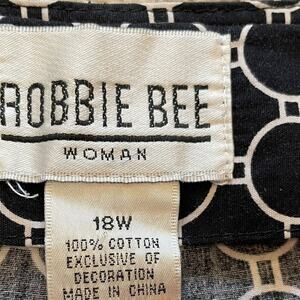 ROBBIE BEE
WOMAN
18W
100% COTTON
EXCLUSIVE OF
DECORATION
MADE IN CHINA